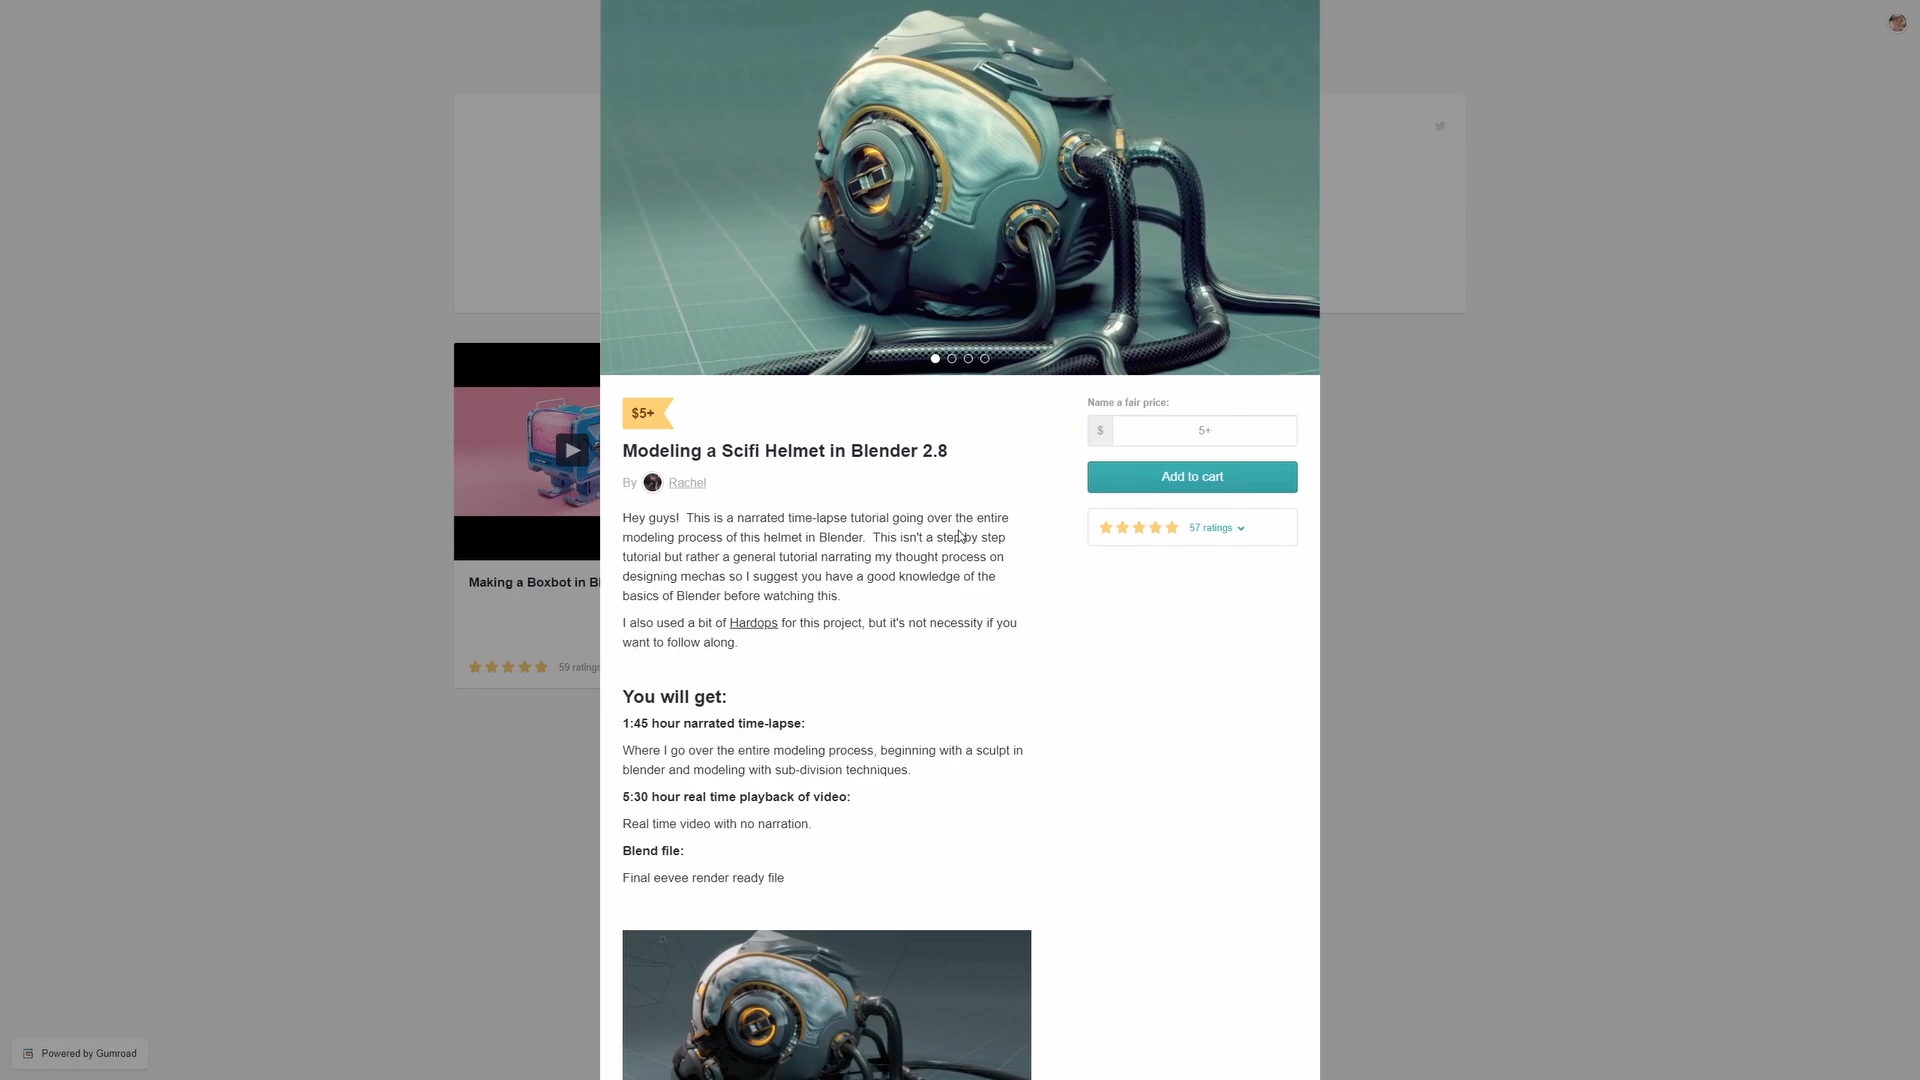 $5+
Name a fair price:
$ 5+
Modeling a Scifi Helmet in Blender 2.8
Add to cart
By Rachel
Hey guys!  This is a narrated time-lapse tutorial going over the entire
modeling process of this helmet in Blender.  This isn't a step by step
tutorial but rather a general tutorial narrating my thought process on
designing mechas so I suggest you have a good knowledge of the
basics of Blender before watching this.
57 ratings
I also used a bit of Hardops for this project, but it's not necessity if you
want to follow along.
Making a Boxbot in Bl
59 ratings
You will get:
1:45 hour narrated time-lapse:
Where I go over the entire modeling process, beginning with a sculpt in
blender and modeling with sub-division techniques.
5:30 hour real time playback of video:
Real time video with no narration.
Blend file:
Final eevee render ready file
Powered by Gumroad